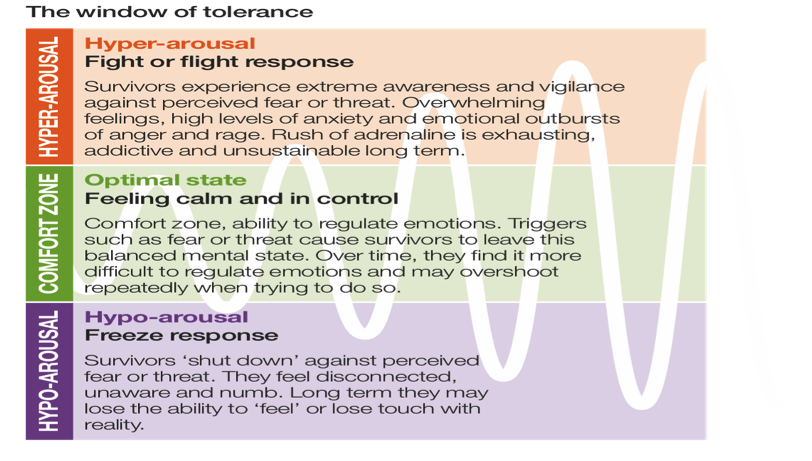 The window of tolerance
HYPER-AROUSAL
Hyper-arousal
Fight or flight response
Survivors experience extreme awareness and vigilance
against perceived fear or threat. Overwhelming
feelings, high levels of anxiety and emotional outbursts
of anger and rage. Rush of adrenaline is exhausting,
addictive and unsustainable long term.
COMFORT ZONE
Optimal state
Feeling calm and in control
Comfort zone, ability to regulate emotions. Triggers
such as fear or threat cause survivors to leave this
balanced mental state. Over time, they find it more
difficult to regulate emotions and may overshoot
repeatedly when trying to do so.
HYPO-AROUSAL
Hypo-arousal
Freeze response
Survivors ‘shut down’ against perceived
fear or threat. They feel disconnected,
unaware and numb. Long term they may
lose the ability to ‘feel’ or lose touch with
reality.